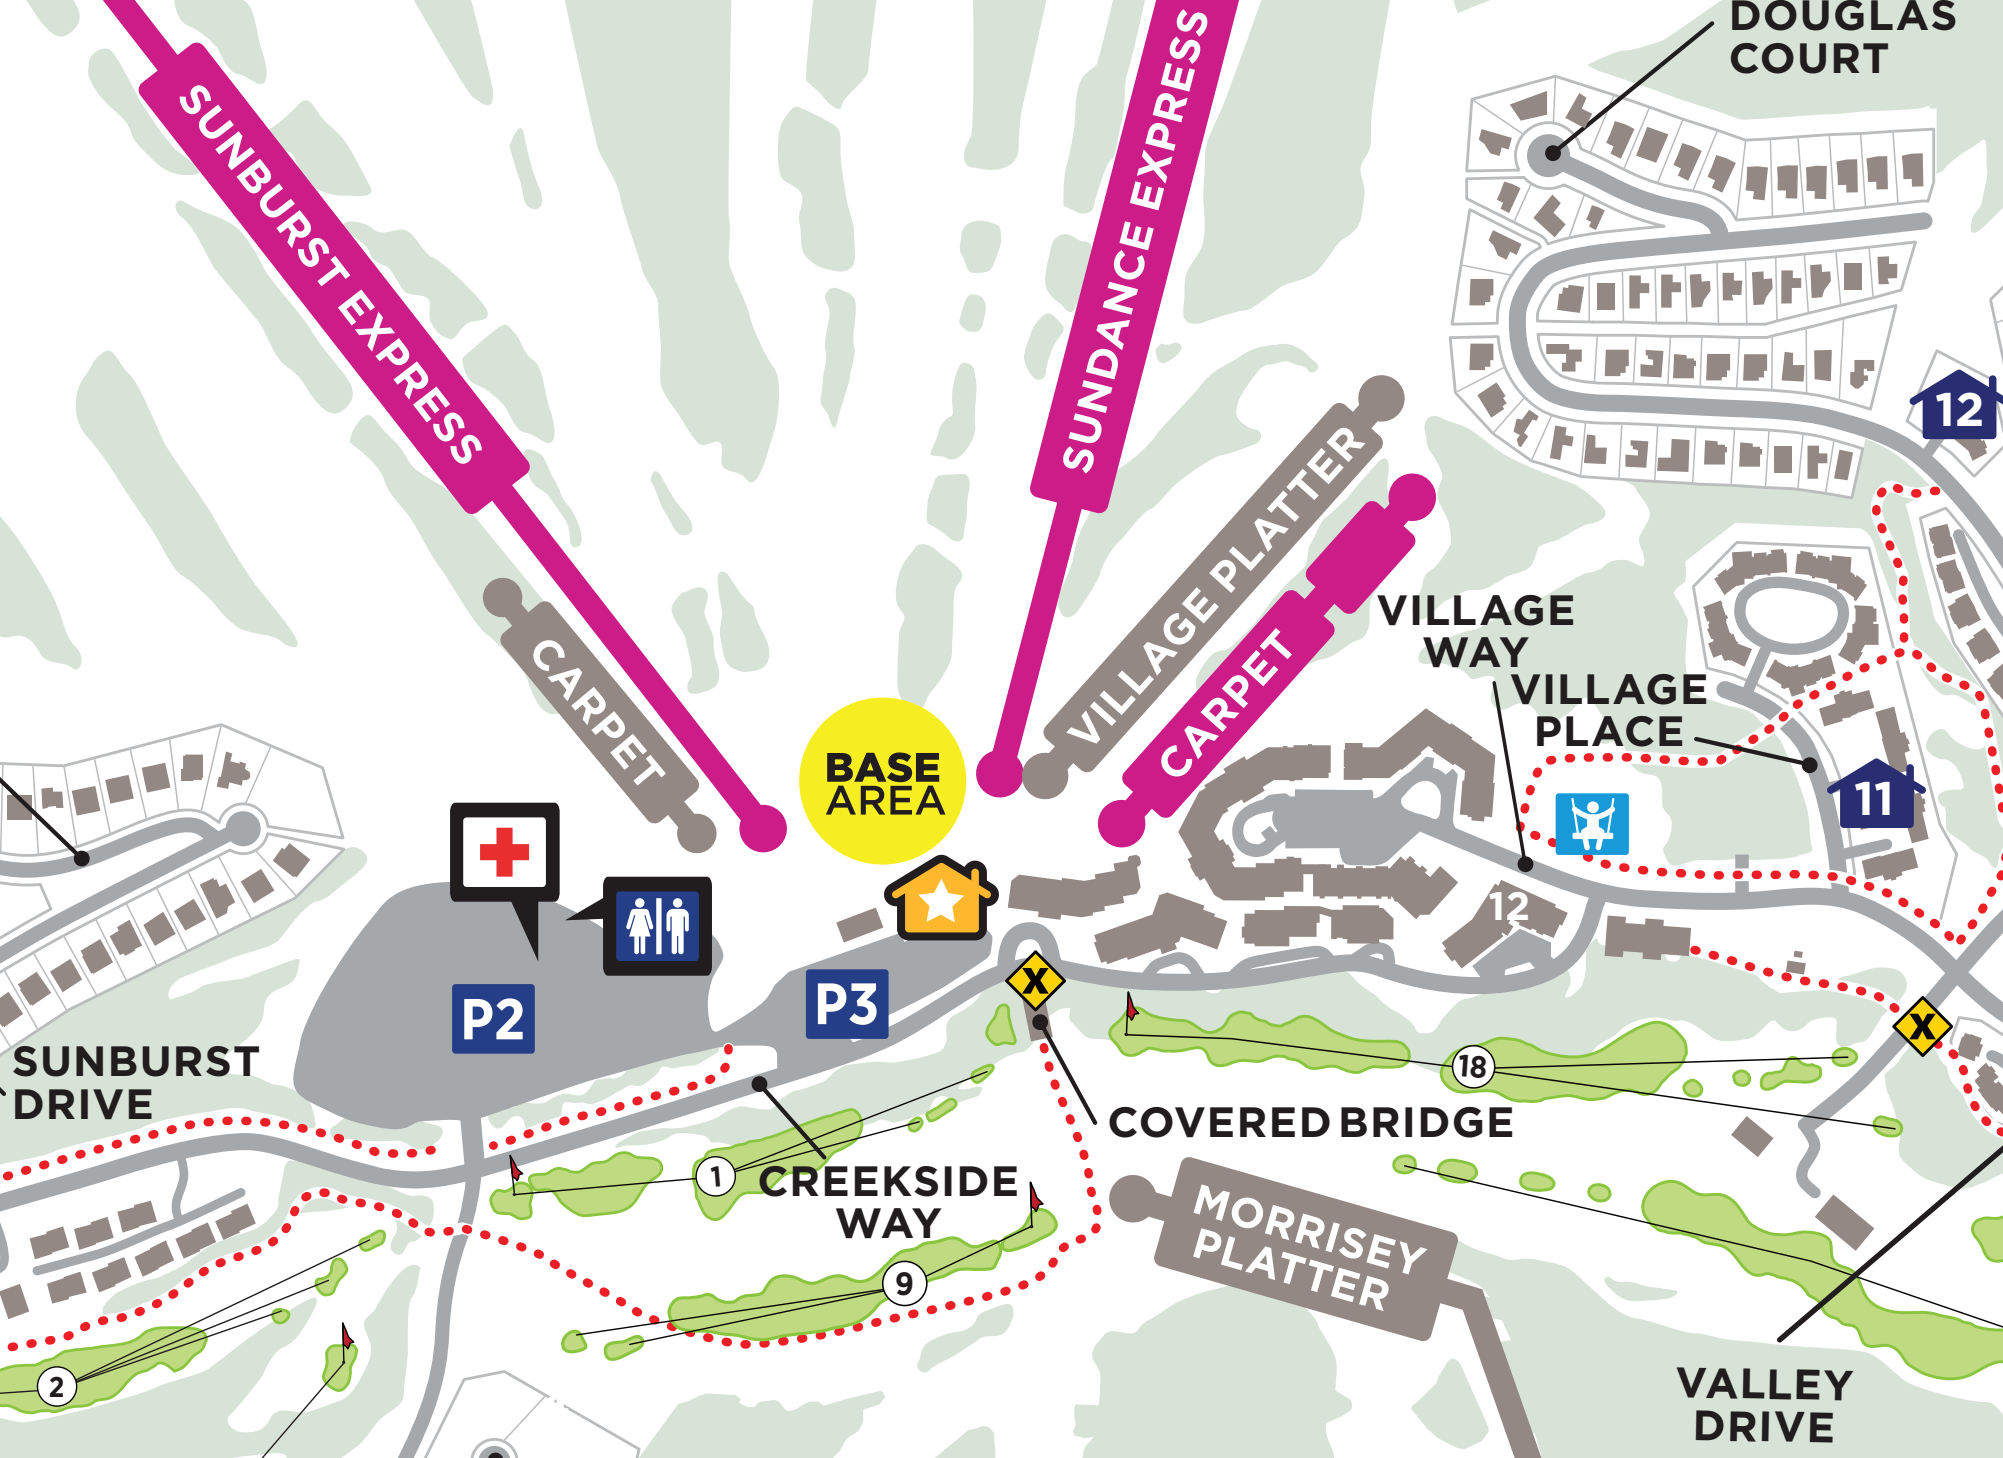 DOUGLAS
COURT
SUNBURST EXPRESS
SUNDANCE EXPRESS
12
VILLAGE PLATTER
CARPET
VILLAGE
WAY
VILLAGE
PLACE
CARPET
BASE
AREA
11
12
P2
P3
X
X
SUNBURST
DRIVE
18
COVERED BRIDGE
1
CREEKSIDE
WAY
MORRISEY
PLATTER
9
2
VALLEY
DRIVE